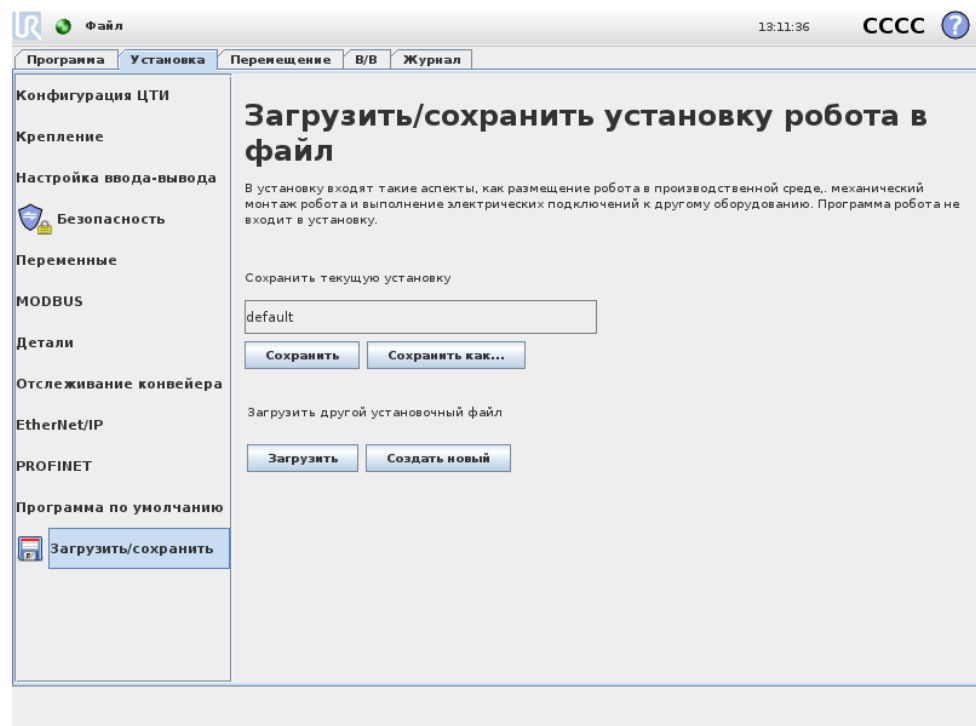 UR Файл 13:11:36 CCCC ?
Программа Установка Перемещение В/В Журнал
Конфигурация ЦТИ
Крепление
Настройка ввода-вывода
Безопасность
Переменные
MODBUS
Детали
Отслеживание конвейера
EtherNet/IP
PROFINET
Программа по умолчанию
Загрузить/сохранить
Загрузить/сохранить установку робота в
файл
В установку входят такие аспекты, как размещение робота в производственной среде,. механический
монтаж робота и выполнение электрических подключений к другому оборудованию. Программа робота не
входит в установку.
Сохранить текущую установку
default
Сохранить Сохранить как...
Загрузить другой установочный файл
Загрузить Создать новый